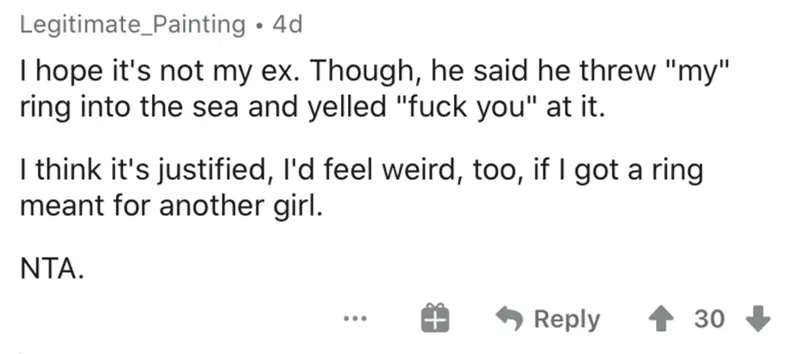 Legitimate_Painting • 4d
I hope it's not my ex. Though, he said he threw "my"
ring into the sea and yelled "fuck you" at it.
I think it's justified, I'd feel weird, too, if I got a ring
meant for another girl.
NTA.
... Reply 30